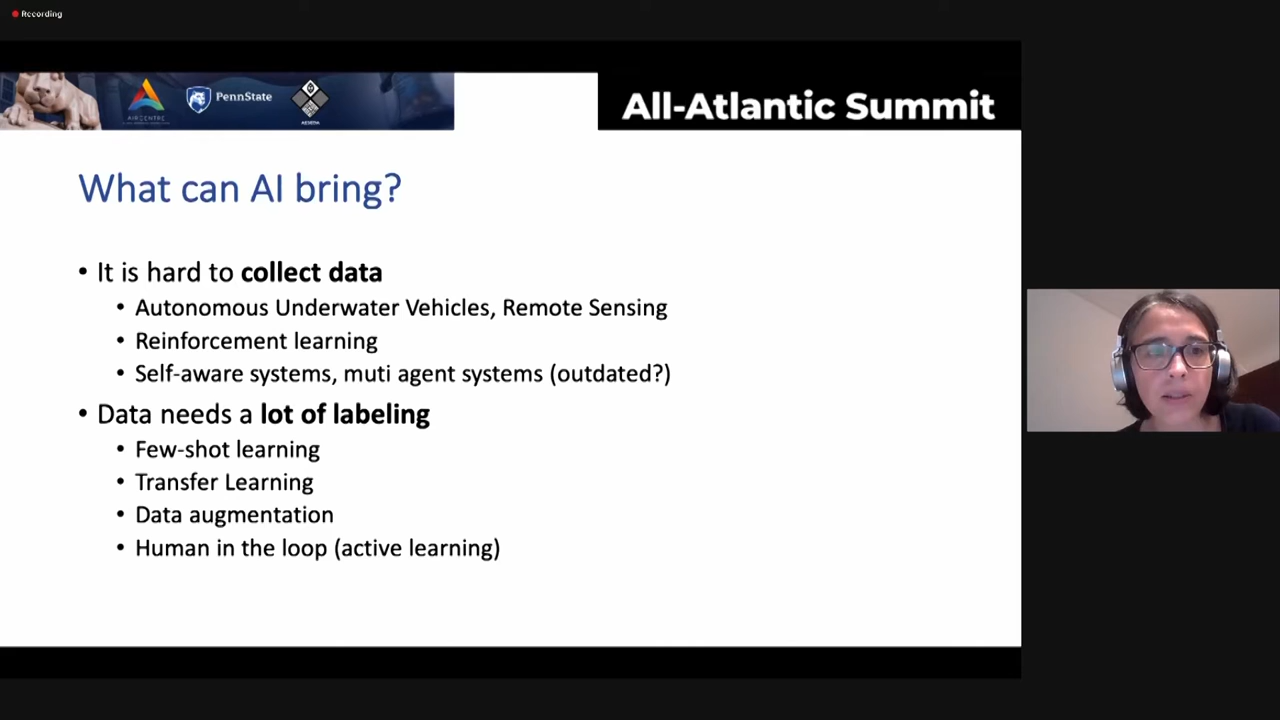 Recording
AIRCENTRE
PennState
All-Atlantic Summit
What can AI bring?
• It is hard to collect data
• Autonomous Underwater Vehicles, Remote Sensing
• Reinforcement learning
• Self-aware systems, muti agent systems (outdated?)
• Data needs a lot of labeling
• Few-shot learning
• Transfer Learning
• Data augmentation
• Human in the loop (active learning)